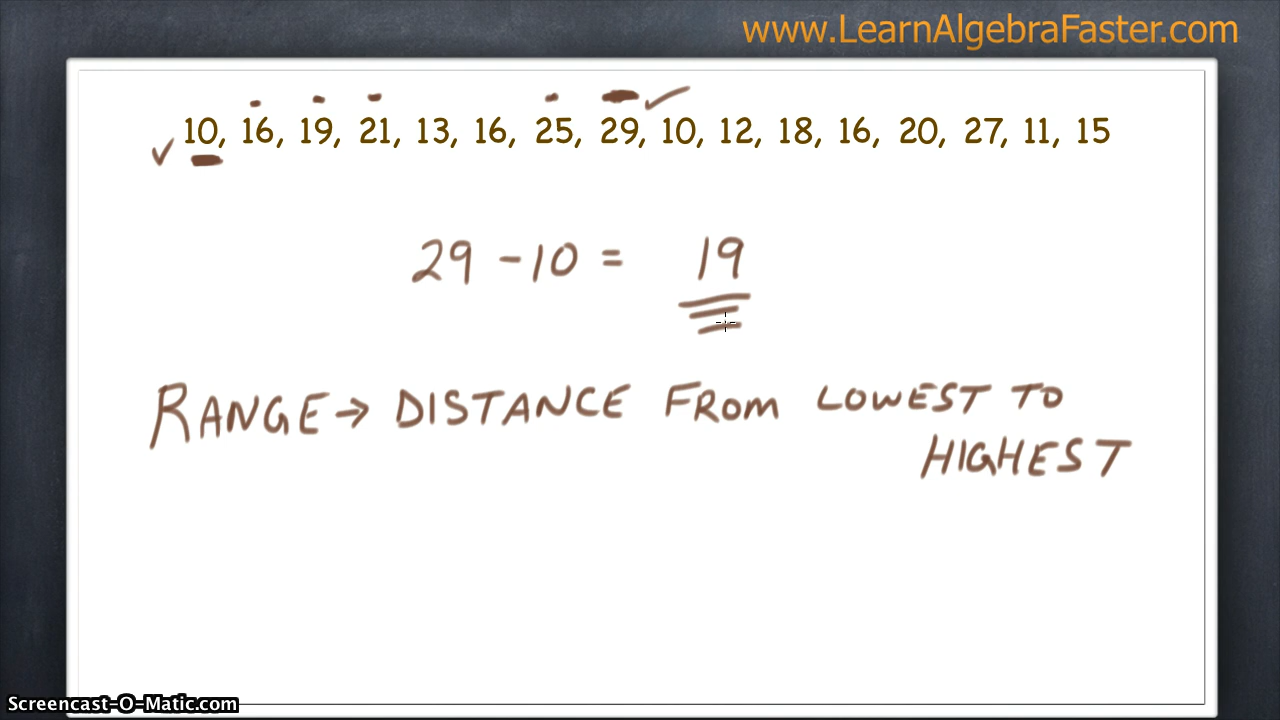 www.LearnAlgebraFaster.com
10, 16, 19, 21, 13, 16, 25, 29, 10, 12, 18, 16, 20, 27, 11, 15
29 - 10 = 19
RANGE → DISTANCE FROM LOWEST TO
HIGHEST
Screencast-O-Matic.com